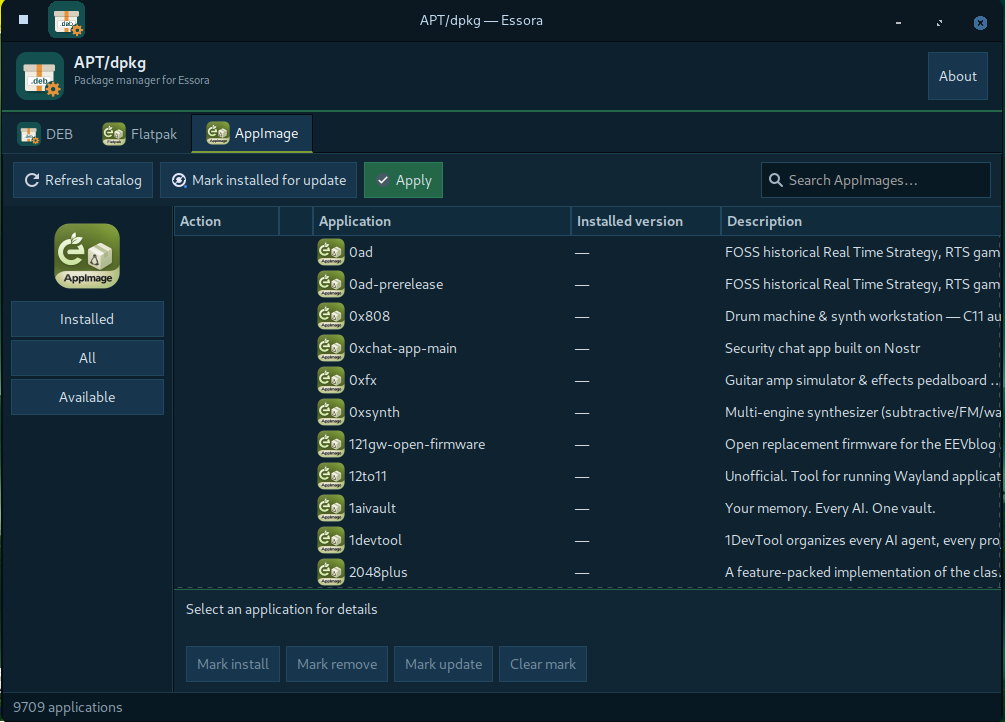 APT/dpkg — Essora
APT/dpkg
Package manager for Essora
About
DEB
Flatpak
AppImage
Refresh catalog
Mark installed for update
Apply
Search AppImages...
AppImage
Installed
All
Available
Action Application Installed version Description
0ad — FOSS historical Real Time Strategy, RTS gam
0ad-prerelease — FOSS historical Real Time Strategy, RTS gam
0x808 — Drum machine & synth workstation — C11 au
0xchat-app-main — Security chat app built on Nostr
0xfx — Guitar amp simulator & effects pedalboard ...
0xsynth — Multi-engine synthesizer (subtractive/FM/wa
121gw-open-firmware — Open replacement firmware for the EEVblog
12to11 — Unofficial. Tool for running Wayland applicat
1aivault — Your memory. Every AI. One vault.
1devtool — 1DevTool organizes every AI agent, every pro
2048plus — A feature-packed implementation of the clas...
Select an application for details
Mark install
Mark remove
Mark update
Clear mark
9709 applications